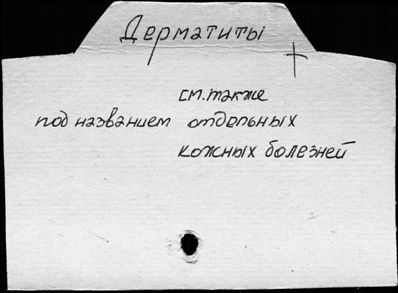 Дерматиты
см. также
под названием отдельных
кожных болезней